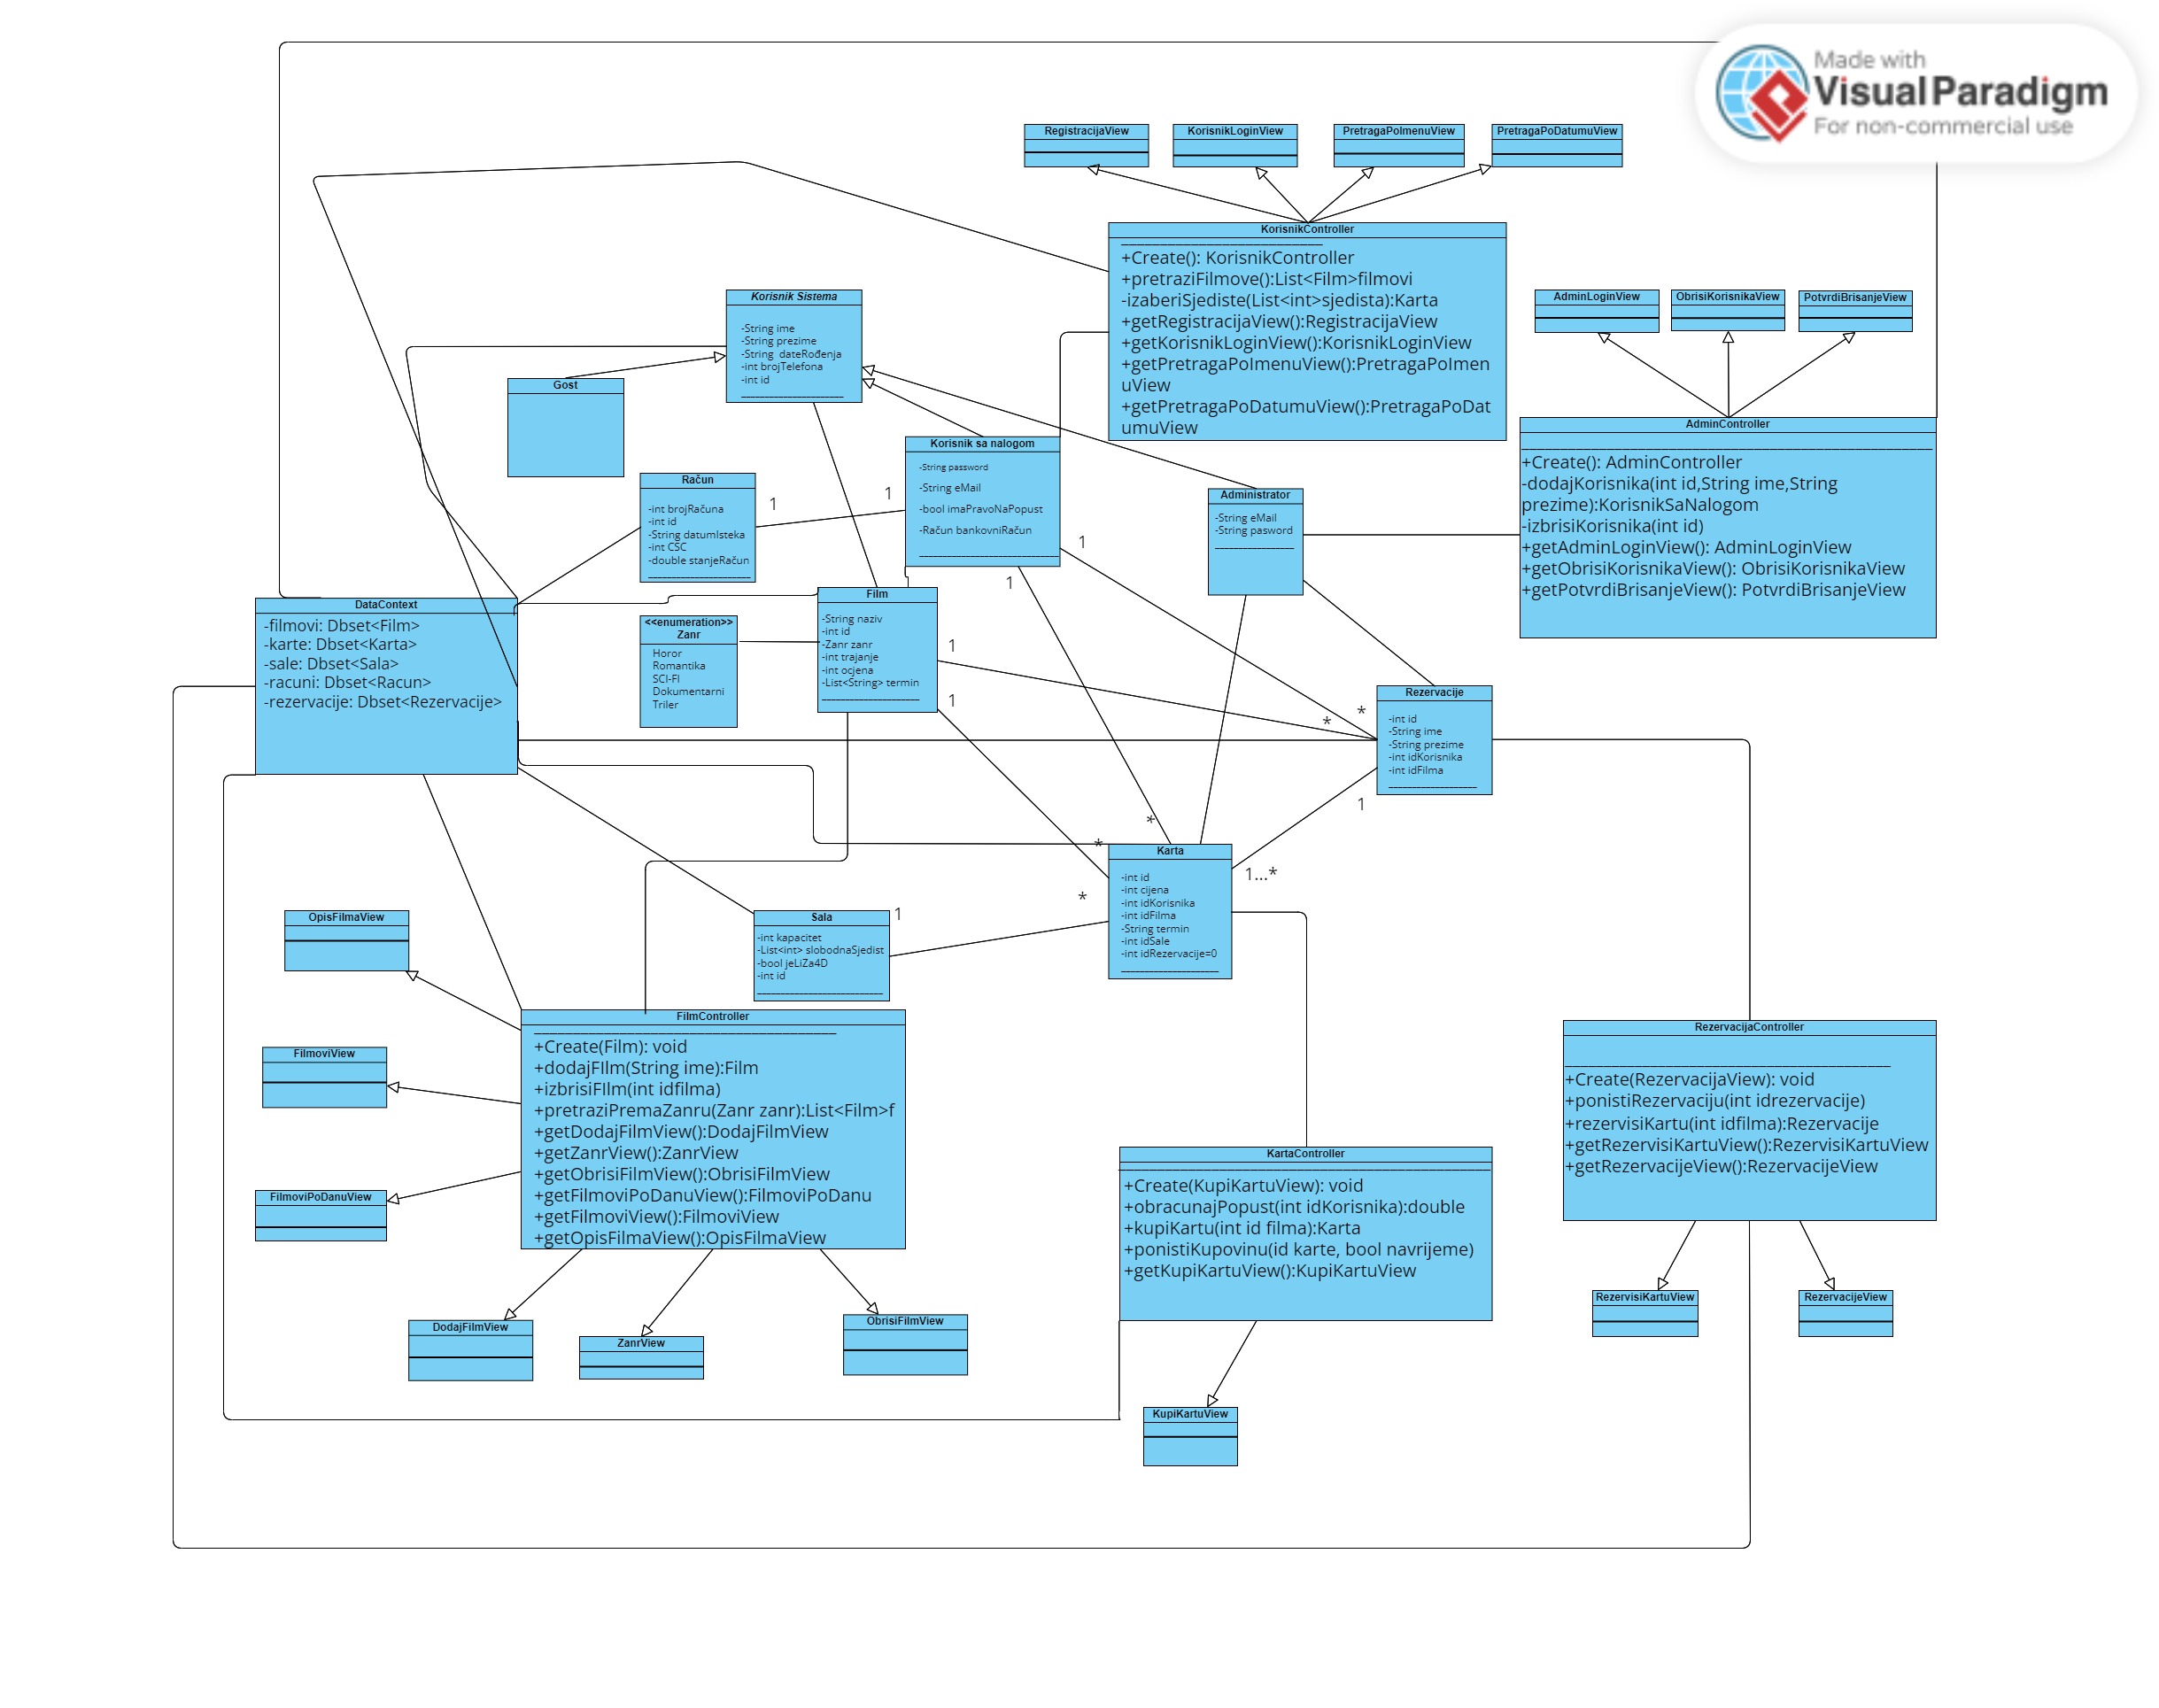 Made with
Visual Paradigm
For non-commercial use
RegistracijaView
KorisnikLoginView
PretragaPoImenuView
PretragaPoDatumuView
KorisnikController
+Create(): KorisnikController
+pretraziFilmove():List<Film>filmovi
-izaberiSjediste(List<int>sjedista):Karta
+getRegistracijaView():RegistracijaView
+getKorisnikLoginView():KorisnikLoginView
+getPretragaPoImenuView():PretragaPoImen
uView
+getPretragaPoDatumuView():PretragaPoDat
umuView
Korisnik Sistema
-String ime
-String prezime
-String dateRođenja
-int brojTelefona
-int id
AdminLoginView
ObrisiKorisnikaView
PotvrdiBrisanjeView
Gost
AdminController
+Create(): AdminController
-dodajKorisnika(int id,String ime,String
prezime):KorisnikSaNalogom
-izbrisiKorisnika(int id)
+getAdminLoginView(): AdminLoginView
+getObrisiKorisnikaView(): ObrisiKorisnikaView
+getPotvrdiBrisanjeView(): PotvrdiBrisanjeView
Korisnik sa nalogom
-String password
-String eMail
-bool imaPravoNaPopust
-Račun bankovniRačun
Račun
-int brojRačuna
-int id
-String datumIsteka
-int CSC
-double stanjeRačun
1
1
1
1
Administrator
-String eMail
-String pasword
DataContext
-filmovi: Dbset<Film>
-karte: Dbset<Karta>
-sale: Dbset<Sala>
-racuni: Dbset<Racun>
-rezervacije: Dbset<Rezervacije>
<<enumeration>>
Zanr
Horor
Romantika
SCI-FI
Dokumentarni
Triler
Film
-String naziv
-int id
-Zanr zanr
-int trajanje
-int ocjena
-List<String> termin
1
1
*
*
Rezervacije
-int id
-String ime
-String prezime
-int idKorisnika
-int idFilma
1
1...*
*
*
*
Karta
-int id
-int cijena
-int idKorisnika
-int idFilma
-String termin
-int idSale
-int idRezervacije=0
Sala
-int kapacitet
-List<int> slobodnaSjedist
-bool jeLiZa4D
-int id
1
OpisFilmaView
FilmoviView
FilmoviPoDanuView
FilmController
+Create(Film): void
+dodajFIlm(String ime):Film
+izbrisiFIlm(int idfilma)
+pretraziPremaZanru(Zanr zanr):List<Film>f
+getDodajFilmView():DodajFilmView
+getZanrView():ZanrView
+getObrisiFilmView():ObrisiFilmView
+getFilmoviPoDanuView():FilmoviPoDanu
+getFilmoviView():FilmoviView
+getOpisFilmaView():OpisFilmaView
RezervacijaController
+Create(RezervacijaView): void
+ponistiRezervaciju(int idrezervacije)
+rezervisiKartu(int idfilma):Rezervacije
+getRezervisiKartuView():RezervisiKartuView
+getRezervacijeView():RezervacijeView
KartaController
+Create(KupiKartuView): void
+obracunajPopust(int idKorisnika):double
+kupiKartu(int id filma):Karta
+ponistiKupovinu(id karte, bool navrijeme)
+getKupiKartuView():KupiKartuView
DodajFilmView
ZanrView
ObrisiFilmView
RezervisiKartuView
RezervacijeView
KupiKartuView